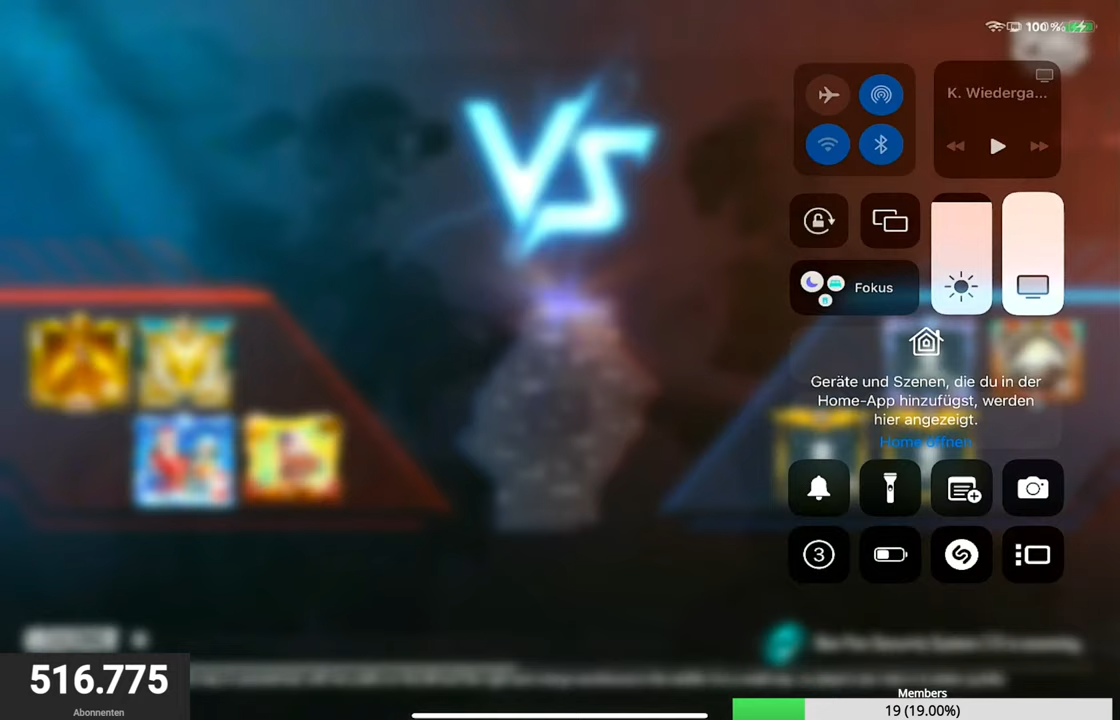 100%
VS
K. Wiederga...
Fokus
Geräte und Szenen, die du in der
Home-App hinzufügst, werden
hier angezeigt.
Home öffnen
3
516.775
Abonnenten
Members
19 (19.00%)